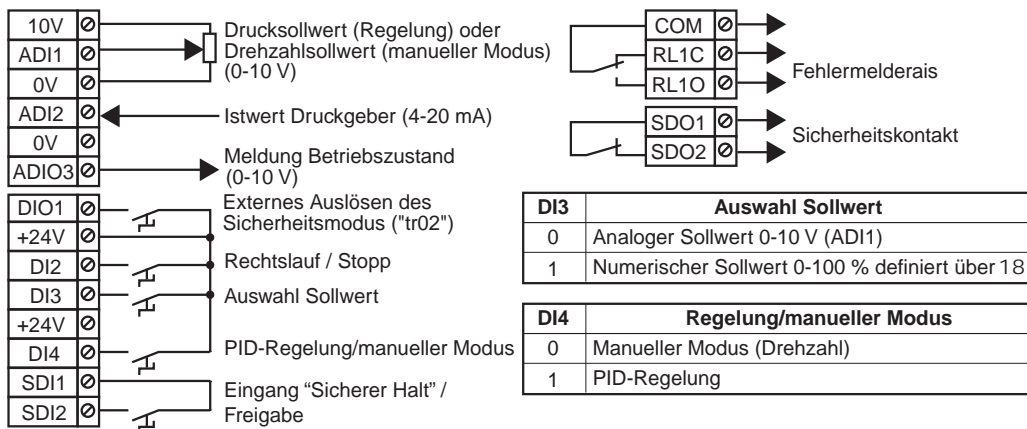 10V
ADI1
0V
ADI2
0V
ADIO3
Drucksollwert (Regelung) oder
Drehzahlsollwert (manueller Modus)
(0-10 V)
Istwert Druckgeber (4-20 mA)
Meldung Betriebszustand
(0-10 V)
DIO1
+24V
DI2
DI3
+24V
DI4
SDI1
SDI2
Externes Auslösen des
Sicherheitsmodus ("tr02")
Rechtslauf / Stopp
Auswahl Sollwert
PID-Regelung/manueller Modus
Eingang “Sicherer Halt” /
Freigabe
COM
RL1C
RL1O
Fehlermelderais
SDO1
SDO2
Sicherheitskontakt
DI3 Auswahl Sollwert
0 Analoger Sollwert 0-10 V (ADI1)
1 Numerischer Sollwert 0-100 % definiert über 18
DI4 Regelung/manueller Modus
0 Manueller Modus (Drehzahl)
1 PID-Regelung